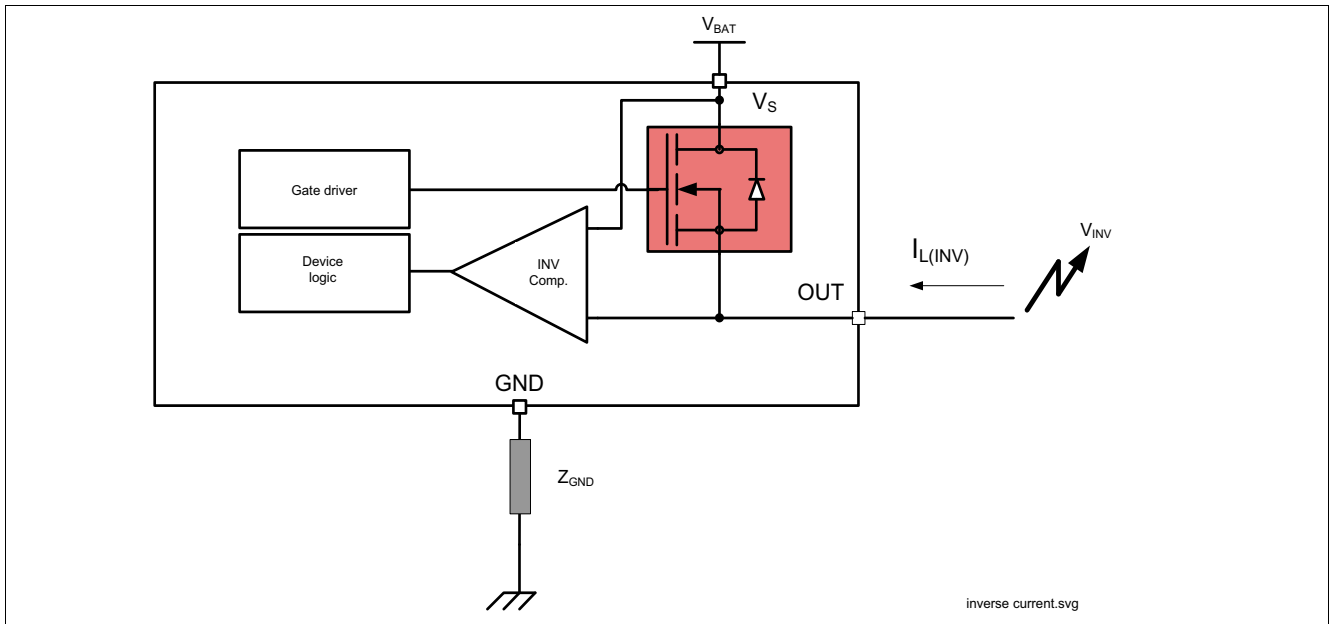 VBAT
VS
Gate driver
Device
logic
INV
Comp.
IL(INV)
VINV
OUT
GND
ZGND
inverse current.svg